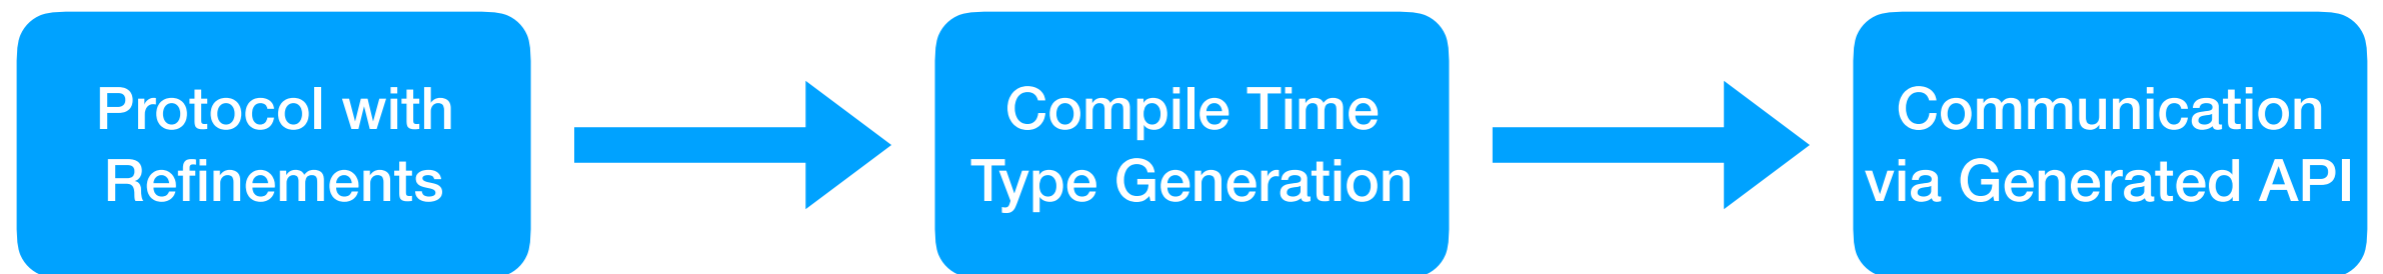 Protocol with
Refinements
Compile Time
Type Generation
Communication
via Generated API